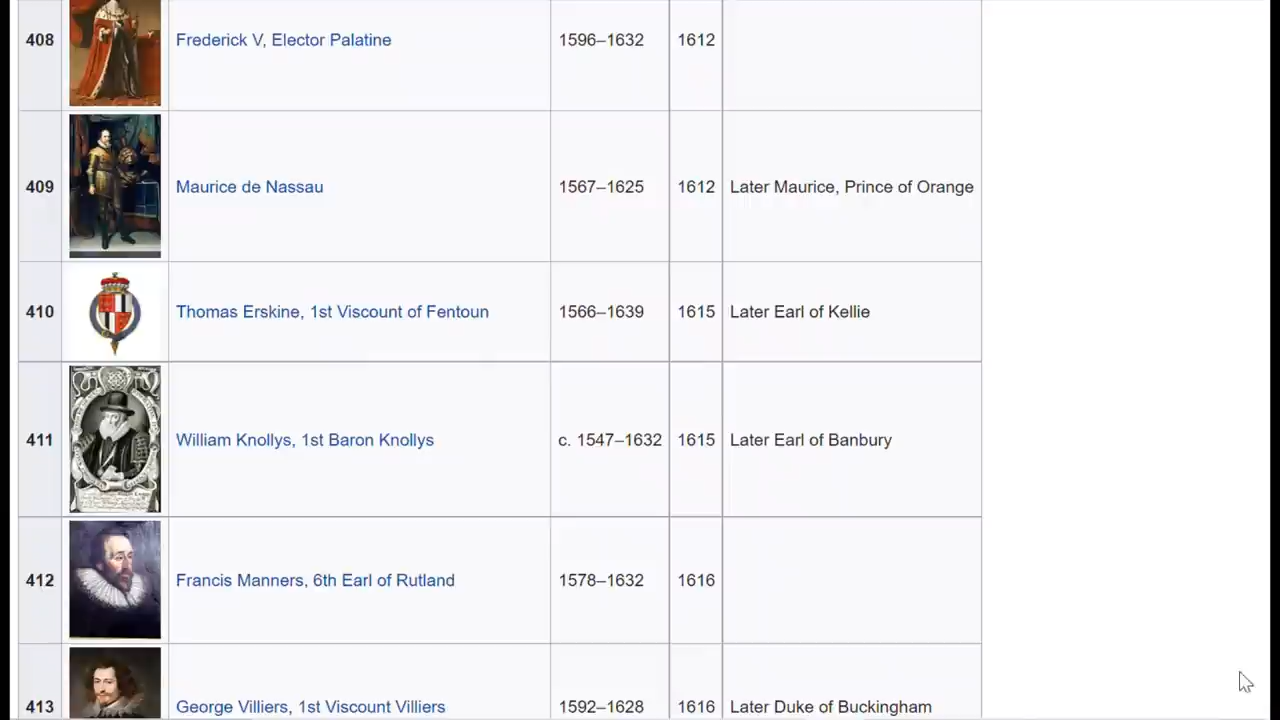 408 Frederick V, Elector Palatine 1596–1632 1612
409 Maurice de Nassau 1567–1625 1612 Later Maurice, Prince of Orange
410 Thomas Erskine, 1st Viscount of Fentoun 1566–1639 1615 Later Earl of Kellie
411 William Knollys, 1st Baron Knollys c. 1547–1632 1615 Later Earl of Banbury
412 Francis Manners, 6th Earl of Rutland 1578–1632 1616
413 George Villiers, 1st Viscount Villiers 1592–1628 1616 Later Duke of Buckingham